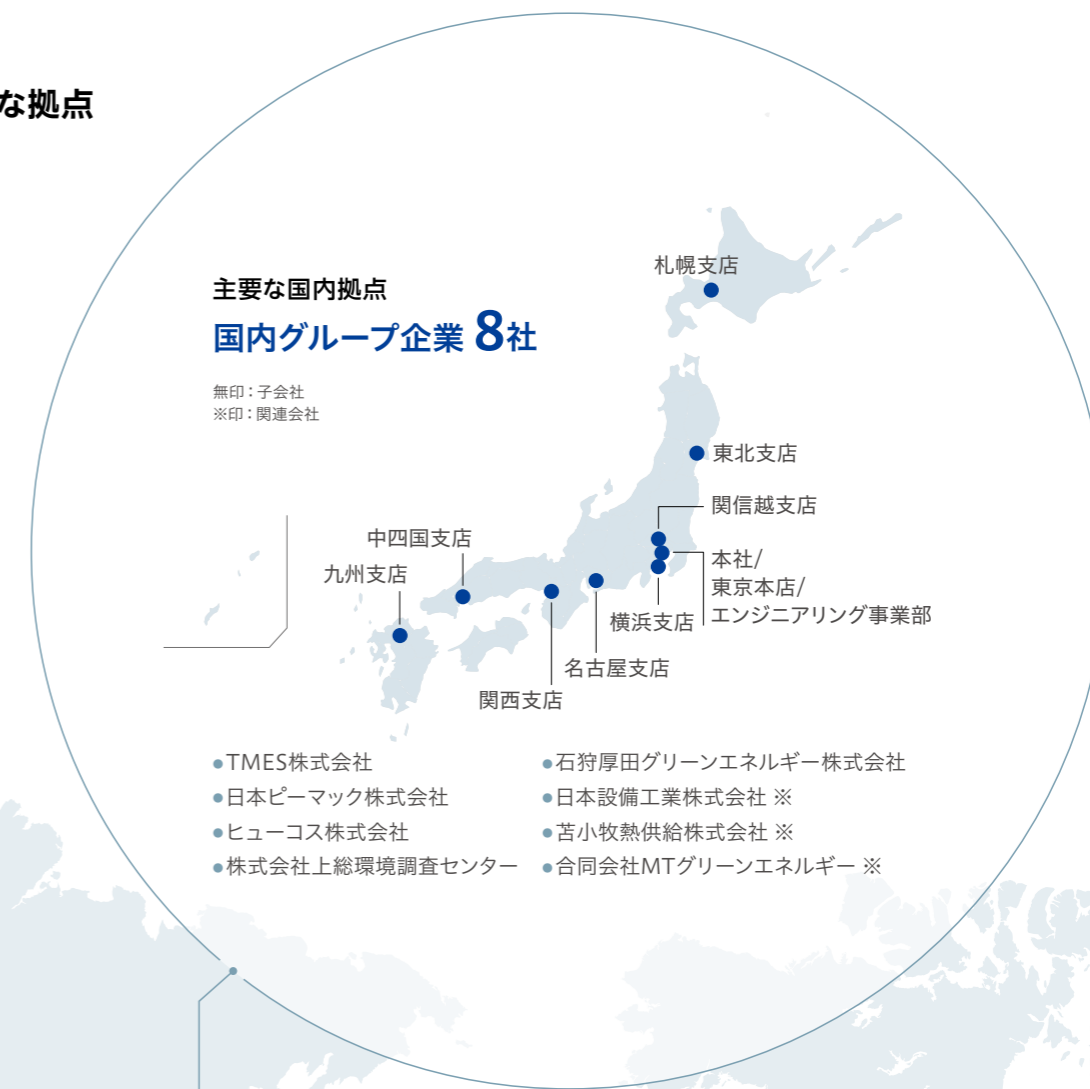 な拠点
主要な国内拠点
国内グループ企業 8社
無印：子会社
※印：関連会社
札幌支店
東北支店
関信越支店
本社/
東京本店/
エンジニアリング事業部
横浜支店
名古屋支店
関西支店
中四国支店
九州支店
●TMES株式会社
●日本ピーマック株式会社
●ヒューコス株式会社
●株式会社上総環境調査センター
●石狩厚田グリーンエネルギー株式会社
●日本設備工業株式会社 ※
●苫小牧熱供給株式会社 ※
●合同会社MTグリーンエネルギー ※